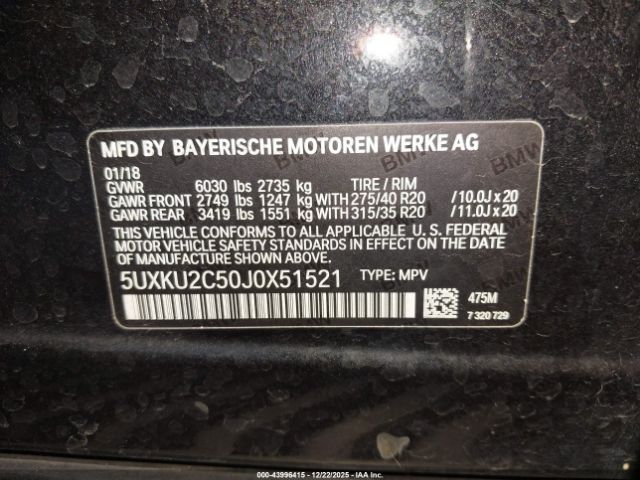 MFD BY BAYERISCHE MOTOREN WERKE AG
01/18
GVWR 6030 lbs 2735 kg TIRE / RIM
GAWR FRONT 2749 lbs 1247 kg WITH 275/40 R20 /10.0J x 20
GAWR REAR 3419 lbs 1551 kg WITH 315/35 R20 /11.0J x 20
THIS VEHICLE CONFORMS TO ALL APPLICABLE U. S. FEDERAL
MOTOR VEHICLE SAFETY STANDARDS IN EFFECT ON THE DATE
OF MANUFACTURE SHOWN ABOVE.
5UXKU2C50J0X51521 TYPE: MPV
475M
7 320 729
000-43996415 - 12/22/2025 - IAA Inc.